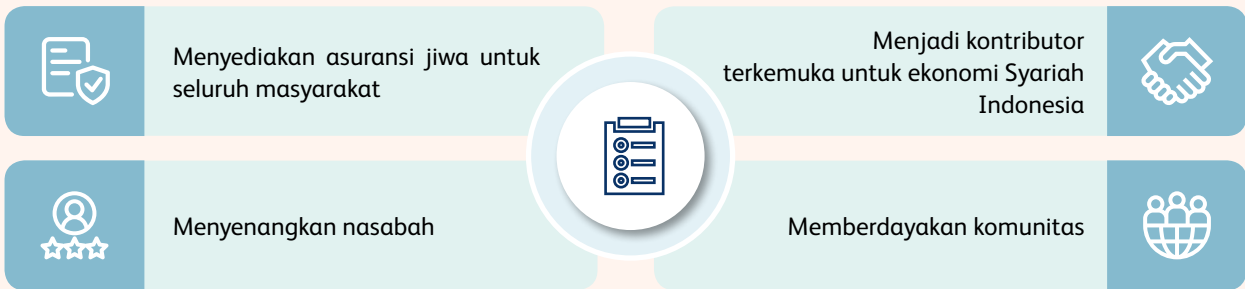 Menyediakan asuransi jiwa untuk
seluruh masyarakat
Menjadi kontributor
terkemuka untuk ekonomi Syariah
Indonesia
Menyenangkan nasabah
Memberdayakan komunitas